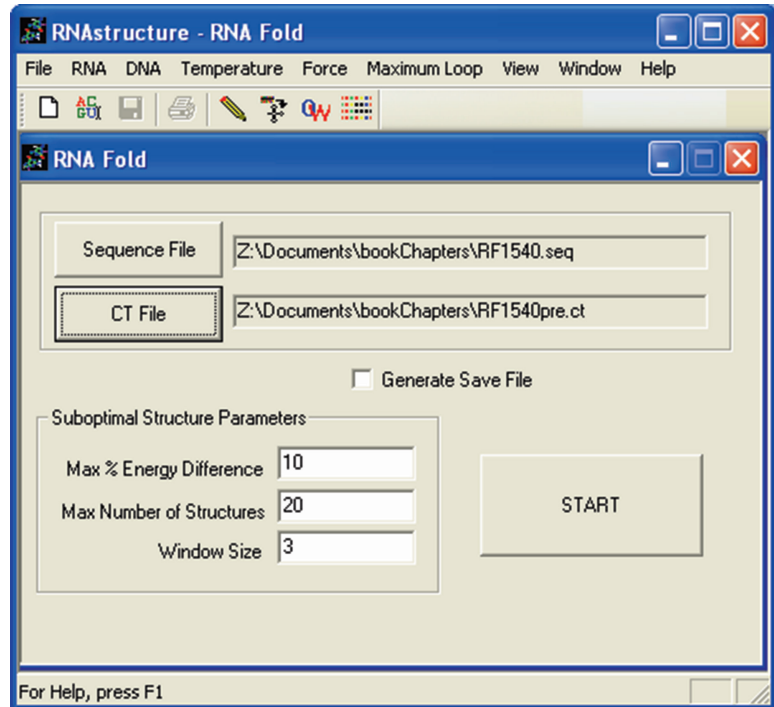 RNAstructure - RNA Fold
File RNA DNA Temperature Force Maximum Loop View Window Help
RNA Fold
Sequence File Z:\Documents\bookChapters\RF1540.seq
CT File Z:\Documents\bookChapters\RF1540pre.ct
Generate Save File
Suboptimal Structure Parameters
Max % Energy Difference 10
Max Number of Structures 20
START
Window Size 3
For Help, press F1